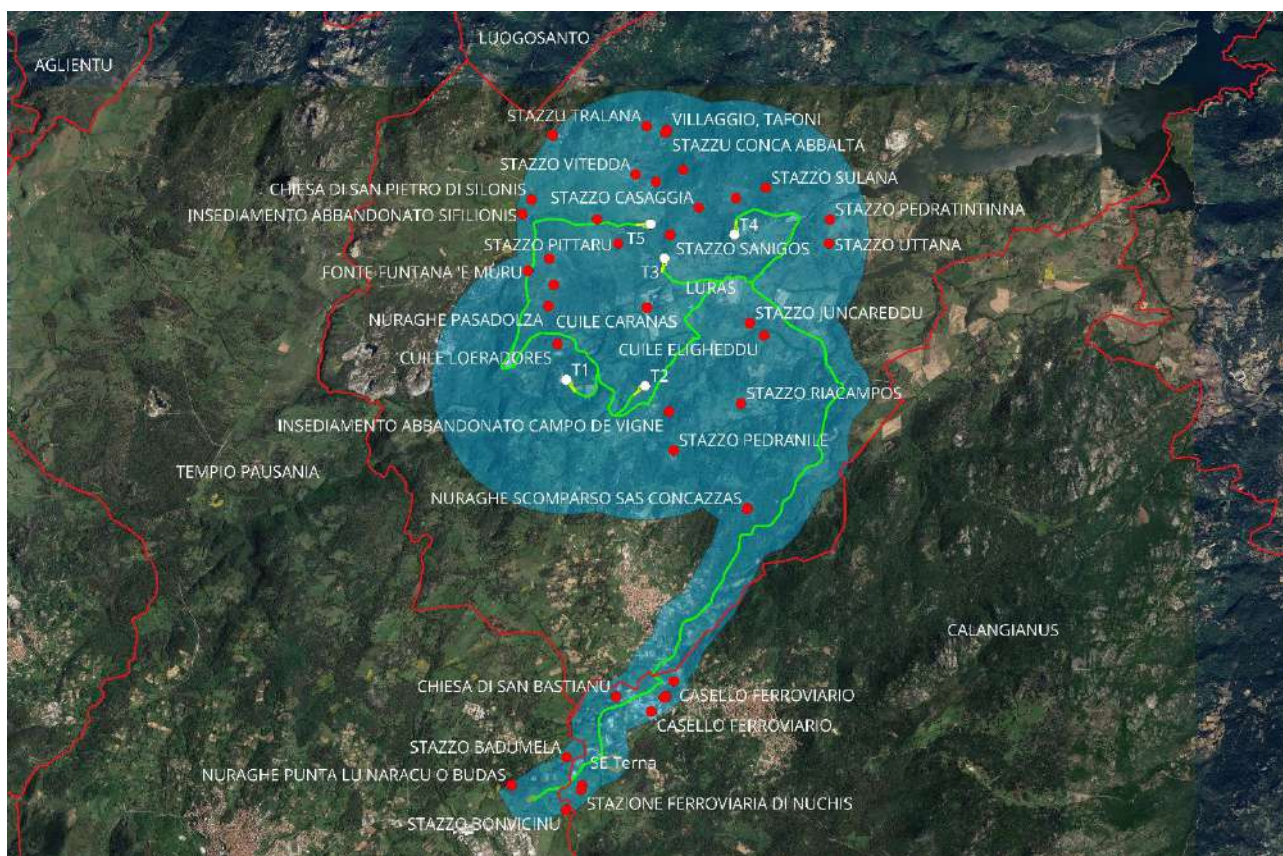 LUOGOSANTO
AGLIENTU
STAZZU TRALANA
VILLAGGIO, TAFONI
STAZZU CONCA ABBALTA
STAZZO VITEDDA
STAZZO SULANA
CHIESA DI SAN PIETRO DI SILONIS
STAZZO CASAGGIA
INSEDIAMENTO ABBANDONATO SIFILIONIS
STAZZO PEDRATINTINNA
T5
T4
STAZZO PITTARU
STAZZO SANIGOS
STAZZO UTTANA
FONTE FUNTANA 'E MURU
T3
LURAS
NURAGHE PASADOLZA
CUILE CARANAS
STAZZO JUNCAREDDU
CUILE LOERADORES
CUILE ELIGHEDDU
T1
T2
STAZZO RIACAMPOS
INSEDIAMENTO ABBANDONATO CAMPO DE VIGNE
STAZZO PEDRANILE
TEMPIO PAUSANIA
NURAGHE SCOMPARSO SAS CONCAZZAS
CALANGIANUS
CHIESA DI SAN BASTIANU
CASELLO FERROVIARIO
CASELLO FERROVIARIO,
STAZZO BADUMELA
SE Terna
NURAGHE PUNTA LU NARACU O BUDAS
STAZIONE FERROVIARIA DI NUCHIS
STAZZO BONVICINU